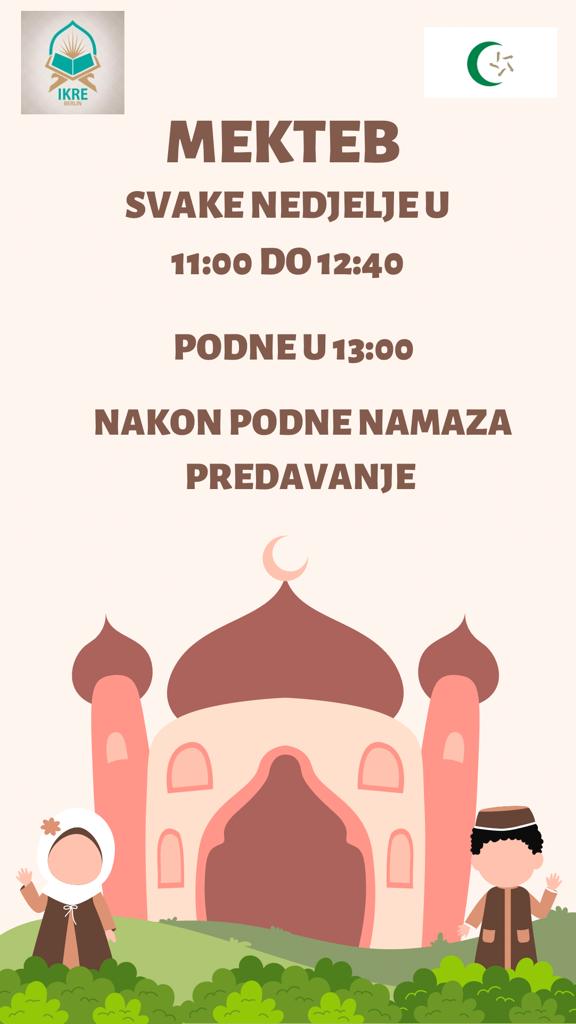 IKRE
BERLIN
MEKTEB
SVAKE NEDJELJE U
11:00 DO 12:40
PODNE U 13:00
NAKON PODNE NAMAZA
PREDAVANJE